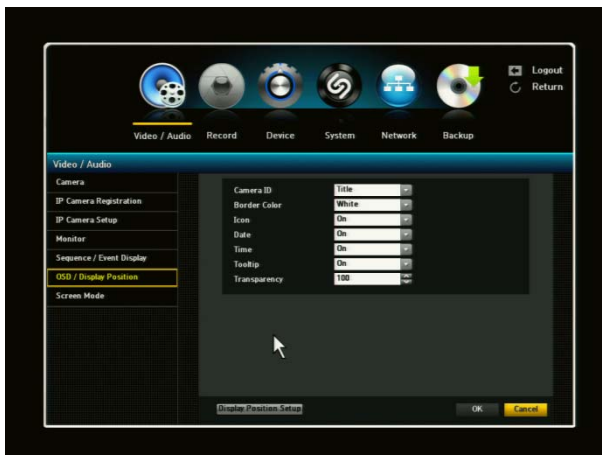 Logout
Return
Video / Audio Record Device System Network Backup
Video / Audio
Camera
IP Camera Registration
IP Camera Setup
Monitor
Sequence / Event Display
OSD / Display Position
Screen Mode
Camera ID Title
Border Color White
Icon On
Date On
Time On
Tooltip On
Transparency 100
Display Position Setup OK Cancel